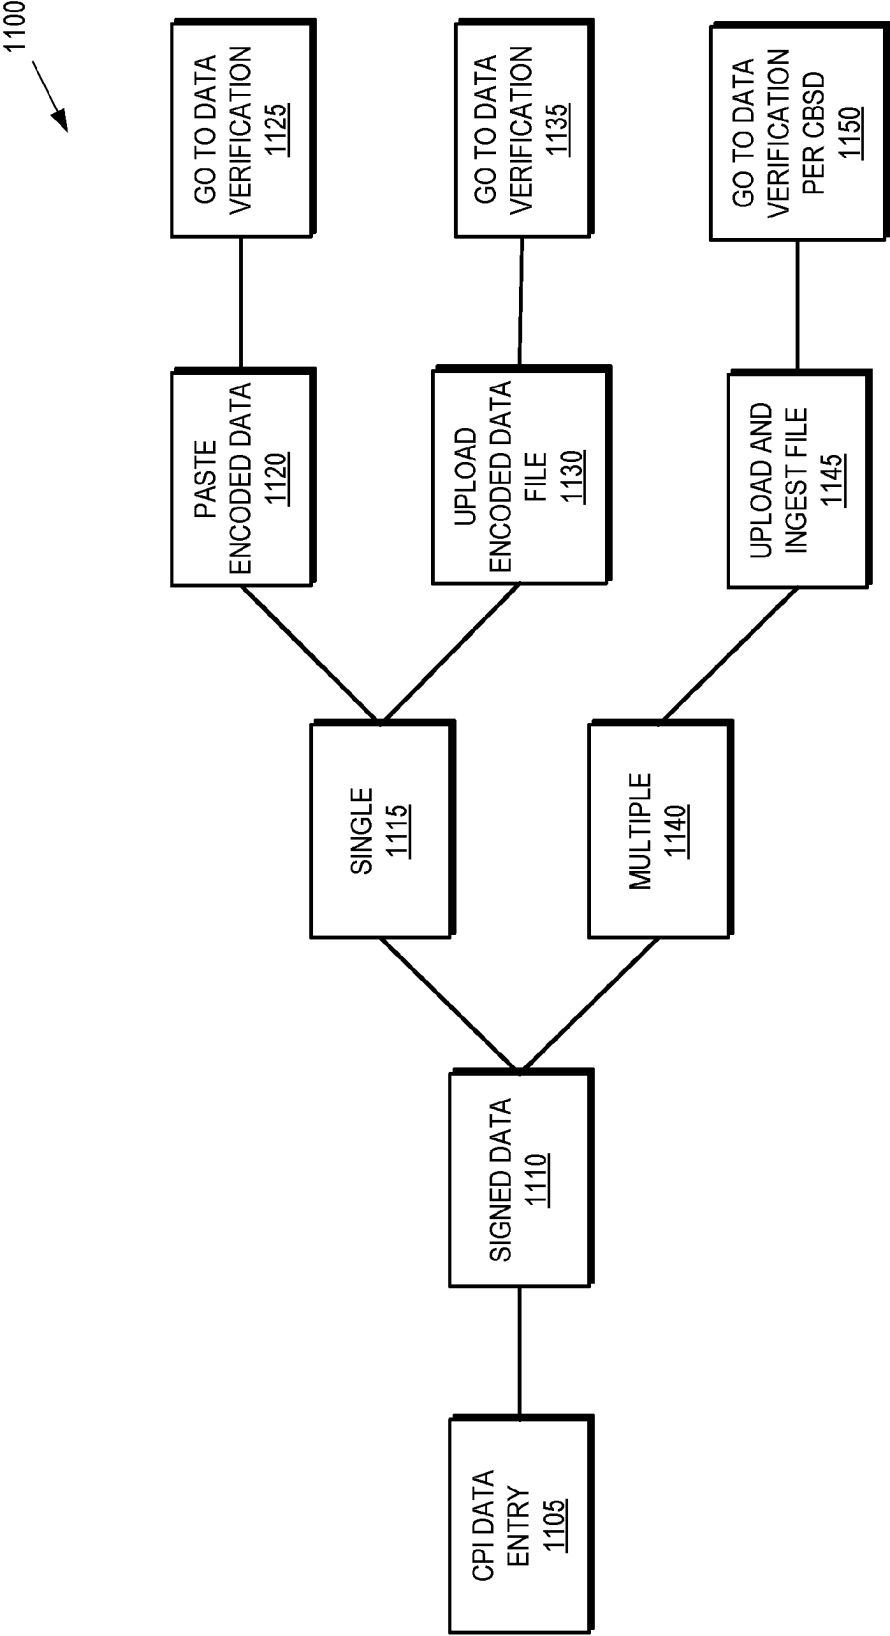 1100
CPI DATA
ENTRY
1105
SIGNED DATA
1110
SINGLE
1115
PASTE
ENCODED DATA
1120
GO TO DATA
VERIFICATION
1125
UPLOAD
ENCODED DATA
FILE
1130
GO TO DATA
VERIFICATION
1135
MULTIPLE
1140
UPLOAD AND
INGEST FILE
1145
GO TO DATA
VERIFICATION
PER CBSD
1150